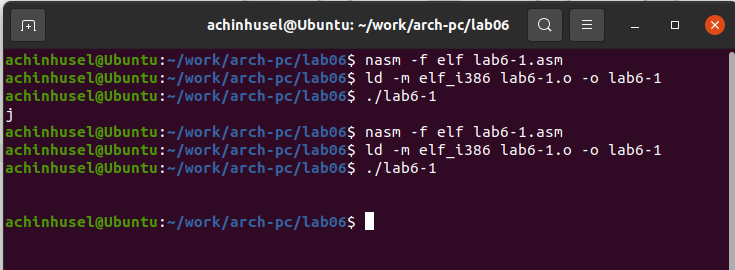 achinhusel@Ubuntu: ~/work/arch-pc/lab06
achinhusel@Ubuntu:~/work/arch-pc/lab06$ nasm -f elf lab6-1.asm
achinhusel@Ubuntu:~/work/arch-pc/lab06$ ld -m elf_i386 lab6-1.o -o lab6-1
achinhusel@Ubuntu:~/work/arch-pc/lab06$ ./lab6-1
j
achinhusel@Ubuntu:~/work/arch-pc/lab06$ nasm -f elf lab6-1.asm
achinhusel@Ubuntu:~/work/arch-pc/lab06$ ld -m elf_i386 lab6-1.o -o lab6-1
achinhusel@Ubuntu:~/work/arch-pc/lab06$ ./lab6-1
achinhusel@Ubuntu:~/work/arch-pc/lab06$